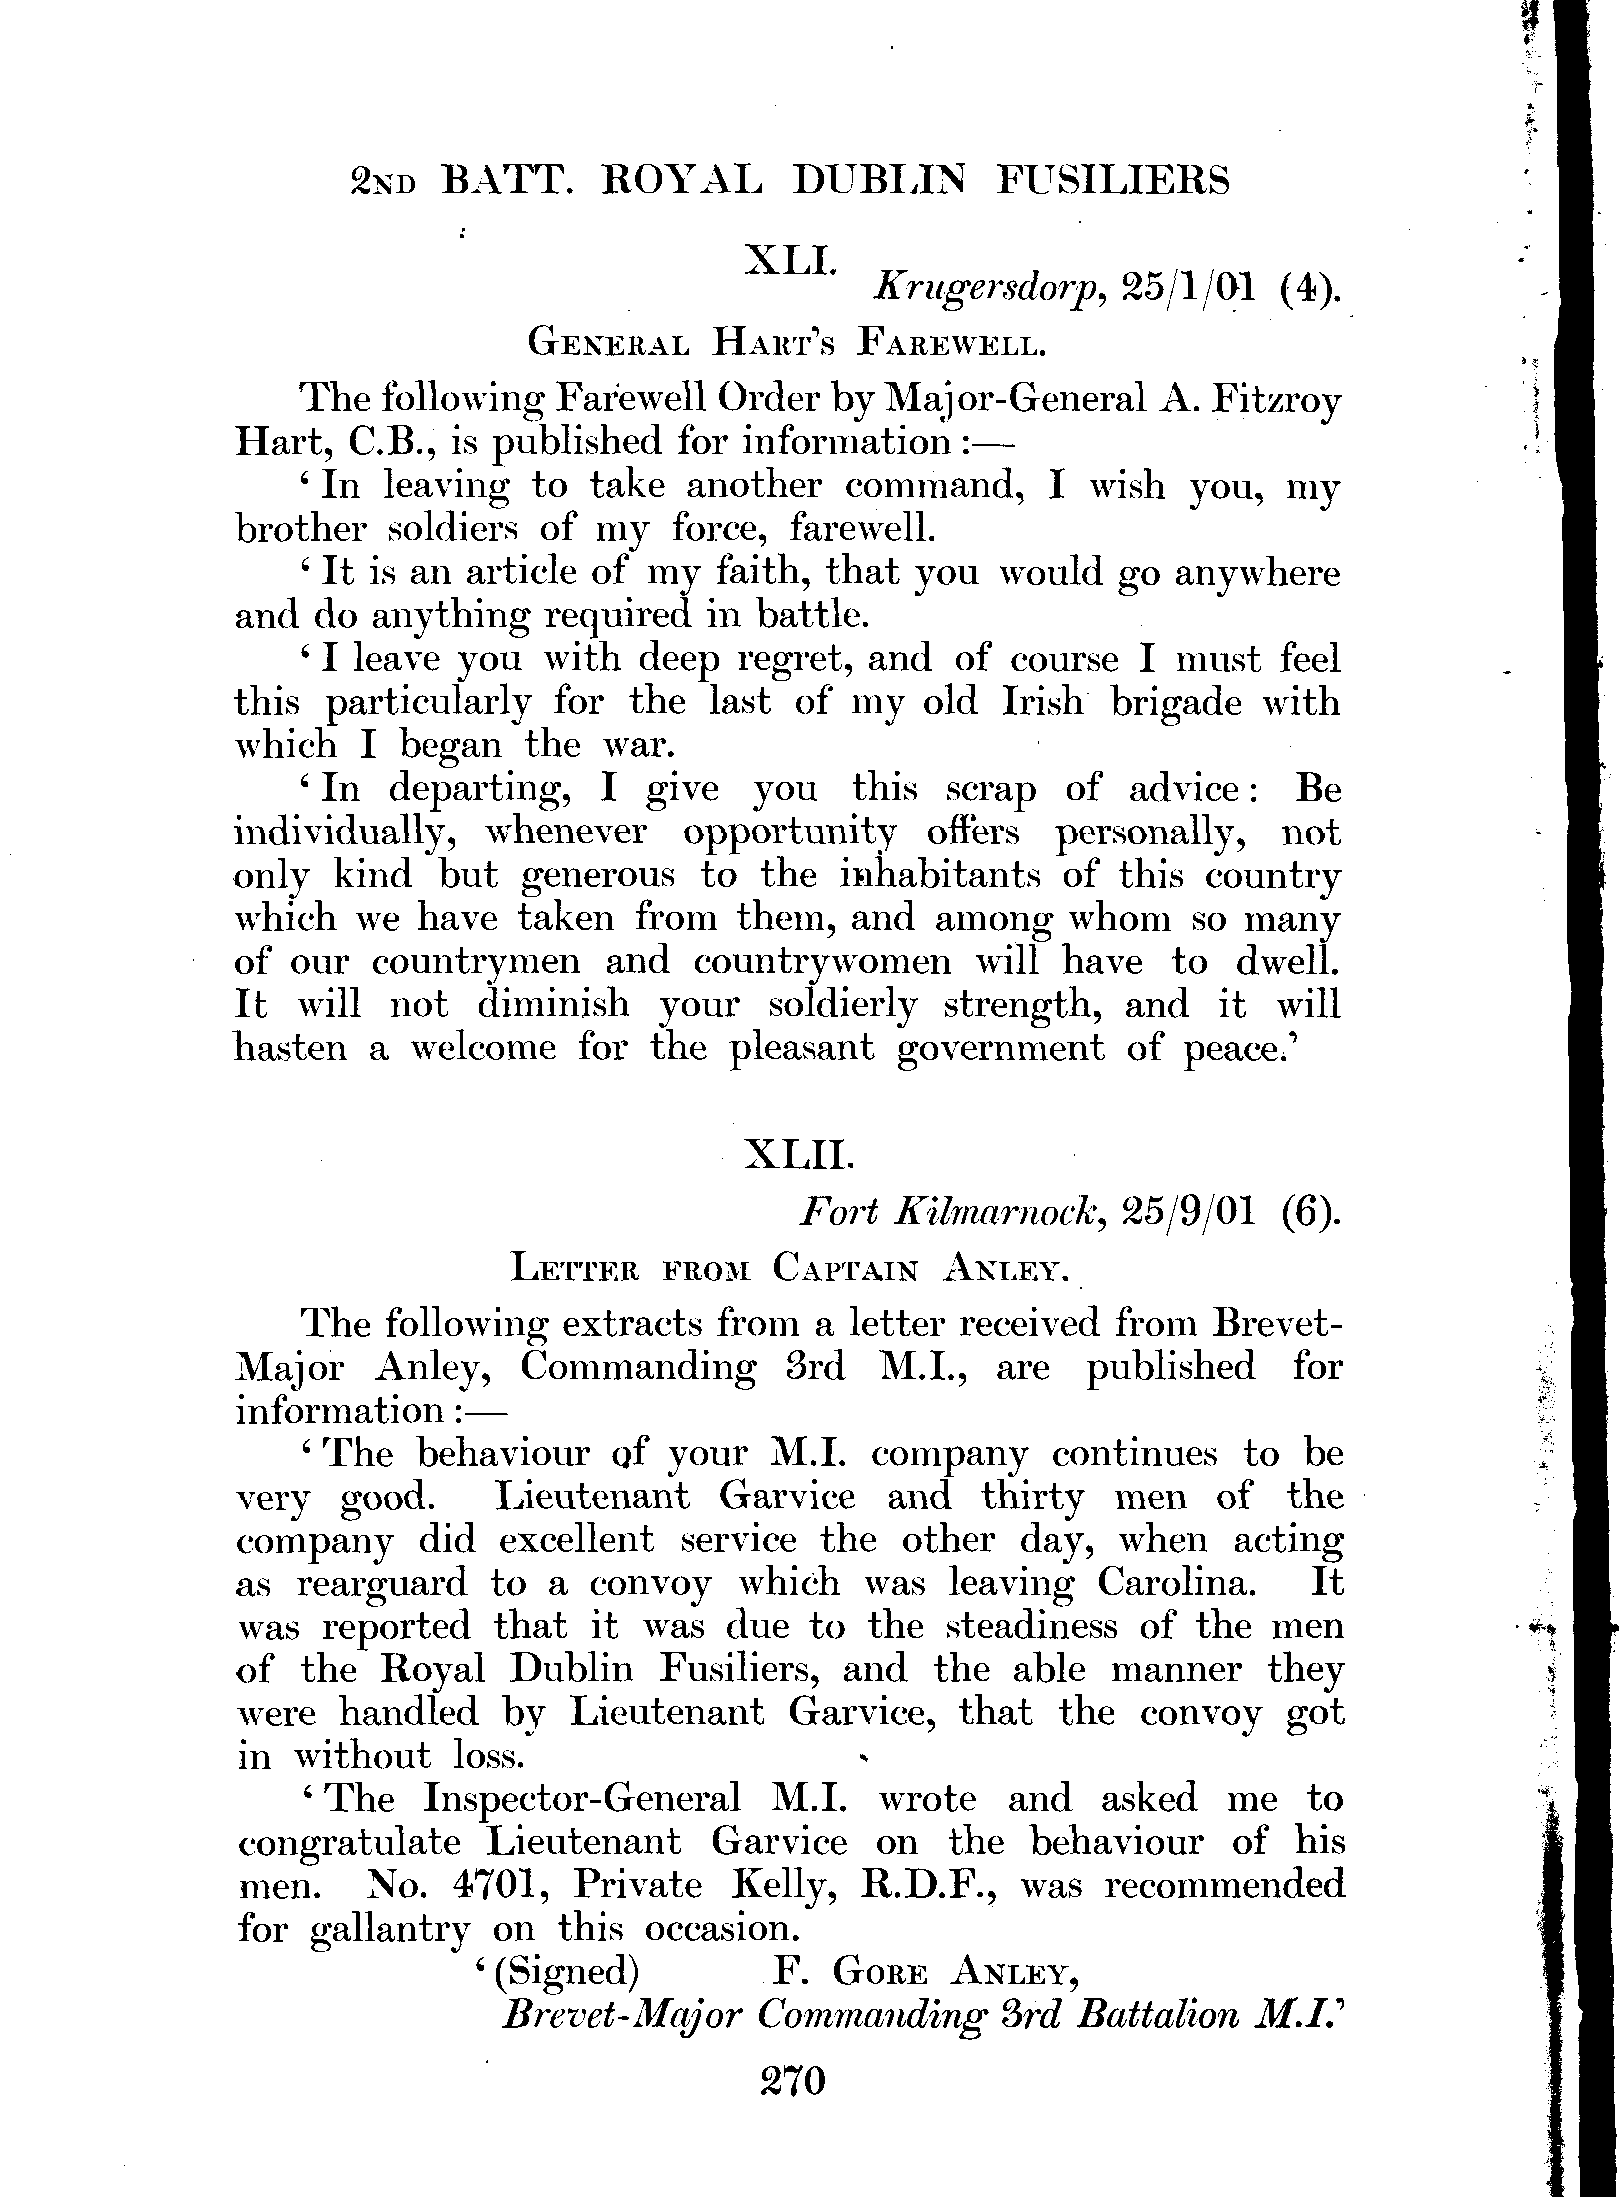 2ND BATT. ROYAL DUBLIN FUSILIERS
XLI.
Krugersdorp, 25/1/01 (4).
GENERAL HART'S FAREWELL.
The following Farewell Order by Major-General A. Fitzroy
Hart, C.B., is published for information :—
‘ In leaving to take another command, I wish you, my
brother soldiers of my force, farewell.
‘ It is an article of my faith, that you would go anywhere
and do anything required in battle.
‘ I leave you with deep regret, and of course I must feel
this particularly for the last of my old Irish brigade with
which I began the war.
‘ In departing, I give you this scrap of advice: Be
individually, whenever opportunity offers personally, not
only kind but generous to the inhabitants of this country
which we have taken from them, and among whom so many
of our countrymen and countrywomen will have to dwell.
It will not diminish your soldierly strength, and it will
hasten a welcome for the pleasant government of peace.’
XLII.
Fort Kilmarnock, 25/9/01 (6).
LETTER FROM CAPTAIN ANLEY.
The following extracts from a letter received from Brevet-
Major Anley, Commanding 3rd M.I., are published for
information :—
‘ The behaviour of your M.I. company continues to be
very good. Lieutenant Garvice and thirty men of the
company did excellent service the other day, when acting
as rearguard to a convoy which was leaving Carolina. It
was reported that it was due to the steadiness of the men
of the Royal Dublin Fusiliers, and the able manner they
were handled by Lieutenant Garvice, that the convoy got
in without loss.
‘ The Inspector-General M.I. wrote and asked me to
congratulate Lieutenant Garvice on the behaviour of his
men. No. 4701, Private Kelly, R.D.F., was recommended
for gallantry on this occasion.
‘ (Signed) F. GORE ANLEY,
Brevet-Major Commanding 3rd Battalion M.I.’
270